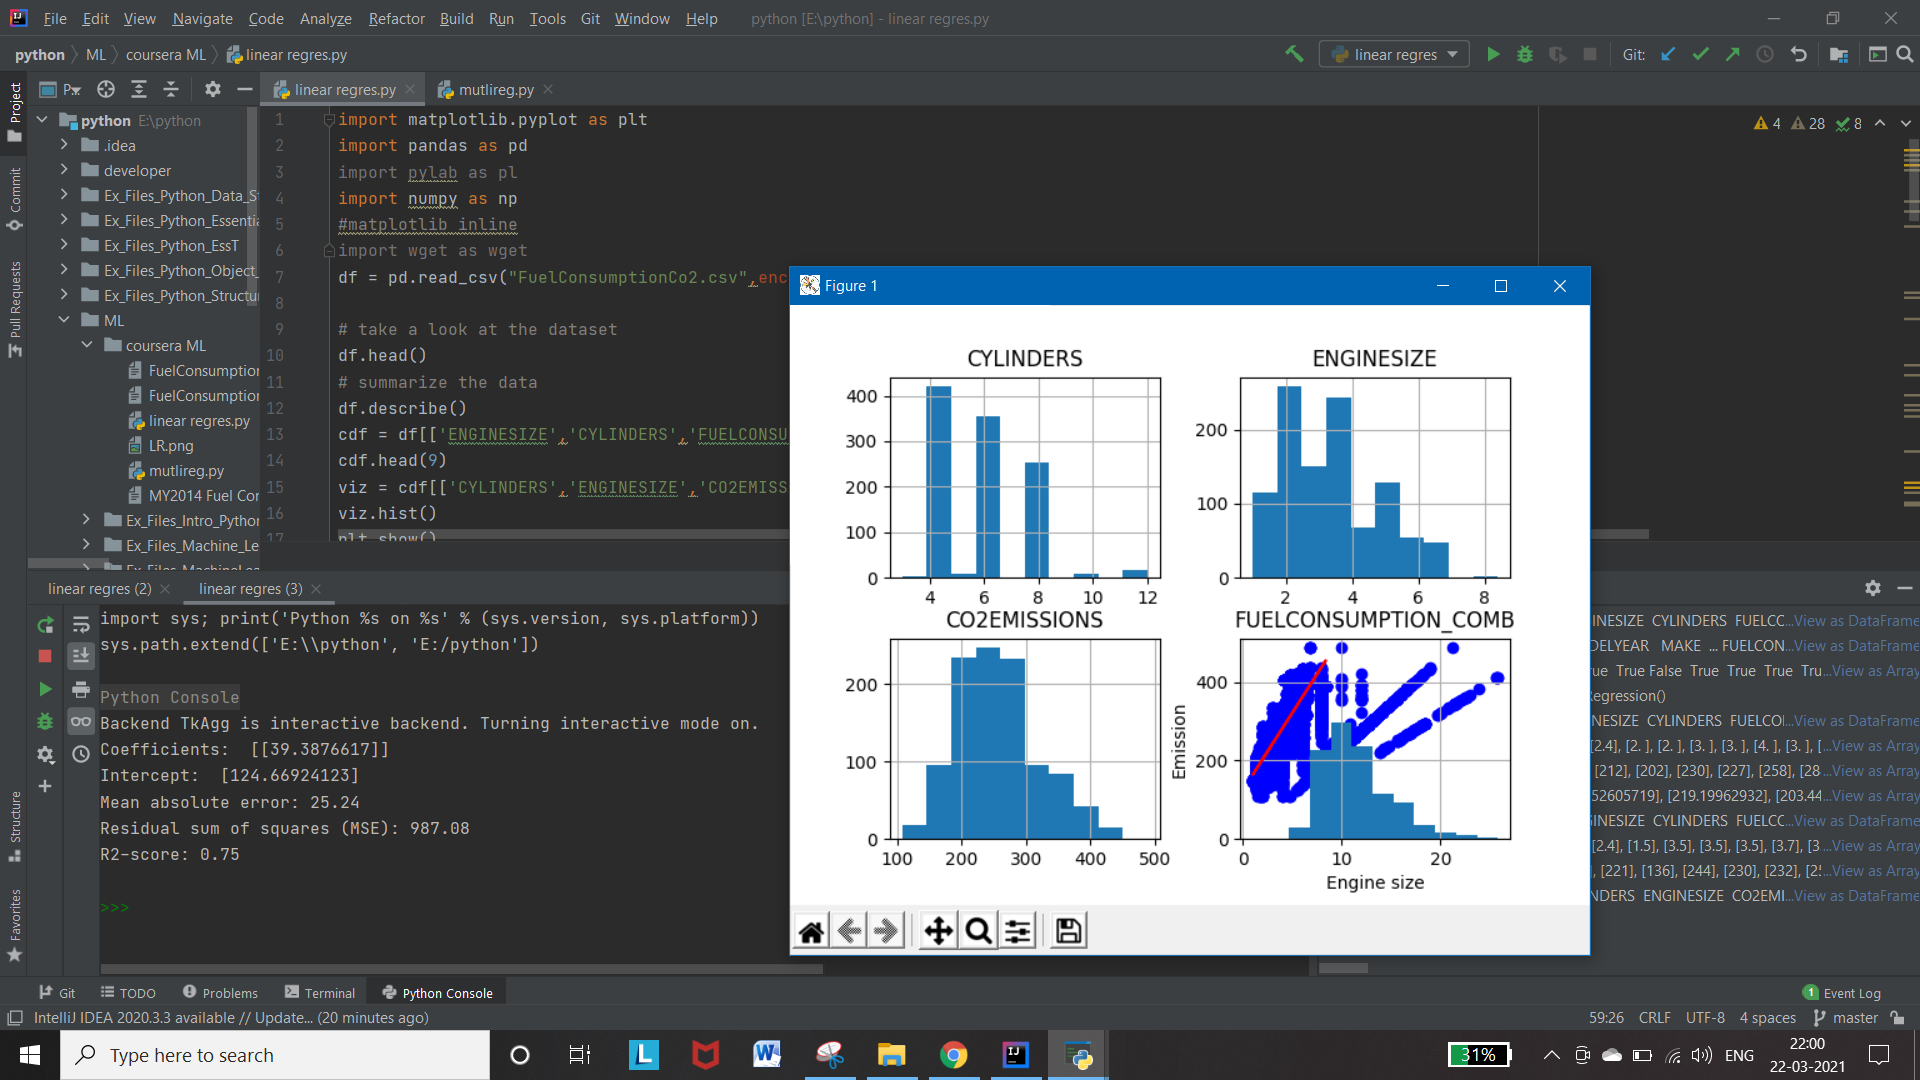 File Edit View Navigate Code Analyze Refactor Build Run Tools Git Window Help python [E:\python] - linear regres.py
python ML coursera ML linear regres.py linear regres Git:
Project
Commit
Pull Requests
Structure
Favorites
P
linear regres.py mutlireg.py
python E:\python
.idea
developer
Ex_Files_Python_Data_S
Ex_Files_Python_Essentia
Ex_Files_Python_EssT
Ex_Files_Python_Object_
Ex_Files_Python_Structu
ML
coursera ML
FuelConsumption
FuelConsumption
linear regres.py
LR.png
mutlireg.py
MY2014 Fuel Con
Ex_Files_Intro_Python
Ex_Files_Machine_Le
Ex_Files_MachineLea
4 28 8
1 import matplotlib.pyplot as plt
2 import pandas as pd
3 import pylab as pl
4 import numpy as np
5 #matplotlib inline
6 import wget as wget
7 df = pd.read_csv("FuelConsumptionCo2.csv",enc
8
9 # take a look at the dataset
10 df.head()
11 # summarize the data
12 df.describe()
13 cdf = df[['ENGINESIZE','CYLINDERS','FUELCONSU
14 cdf.head(9)
15 viz = cdf[['CYLINDERS','ENGINESIZE','CO2EMISS
16 viz.hist()
17 plt.show()
Figure 1
CYLINDERS
400
300
200
100
0
4 6 8 10 12
ENGINESIZE
200
100
0
2 4 6 8
CO2EMISSIONS
200
100
0
100 200 300 400 500
FUELCONSUMPTION_COMB
Emission
400
200
0
0 10 20
Engine size
linear regres (2) linear regres (3)
import sys; print('Python %s on %s' % (sys.version, sys.platform))
sys.path.extend(['E:\\python', 'E:/python'])
Python Console
Backend TkAgg is interactive backend. Turning interactive mode on.
Coefficients:  [[39.3876617]]
Intercept:  [124.66924123]
Mean absolute error: 25.24
Residual sum of squares (MSE): 987.08
R2-score: 0.75
>>>
INESIZE CYLINDERS FUELCC...View as DataFrame
DELYEAR MAKE ... FUELCON...View as DataFrame
ue True False True True True Tru...View as Array
Regression()
NESIZE CYLINDERS FUELCOI...View as DataFrame
[2.4], [2. ], [2. ], [3. ], [3. ], [4. ], [3. ], [...View as Array
[212], [202], [230], [227], [258], [28...View as Array
52605719], [219.19962932], [203.44...View as Array
GINESIZE CYLINDERS FUELCC...View as DataFrame
[2.4], [1.5], [3.5], [3.5], [3.5], [3.7], [3...View as Array
], [221], [136], [244], [230], [232], [25...View as Array
NDERS ENGINESIZE CO2EMI...View as DataFrame
Git TODO Problems Terminal Python Console 1 Event Log
IntelliJ IDEA 2020.3.3 available // Update... (20 minutes ago) 59:26 CRLF UTF-8 4 spaces master
Type here to search
31% ENG
22:00
22-03-2021